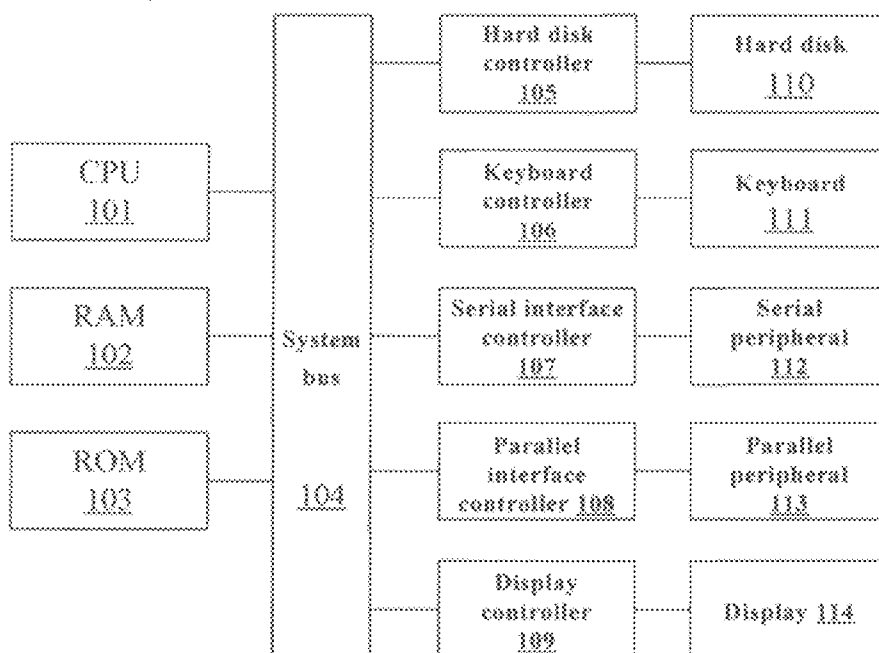 CPU
101
RAM
102
ROM
103
System
bus
104
Hard disk
controller
105
Hard disk
110
Keyboard
controller
106
Keyboard
111
Serial interface
controller
107
Serial
peripheral
112
Parallel
interface
controller 108
Parallel
peripheral
113
Display
controller
109
Display 114